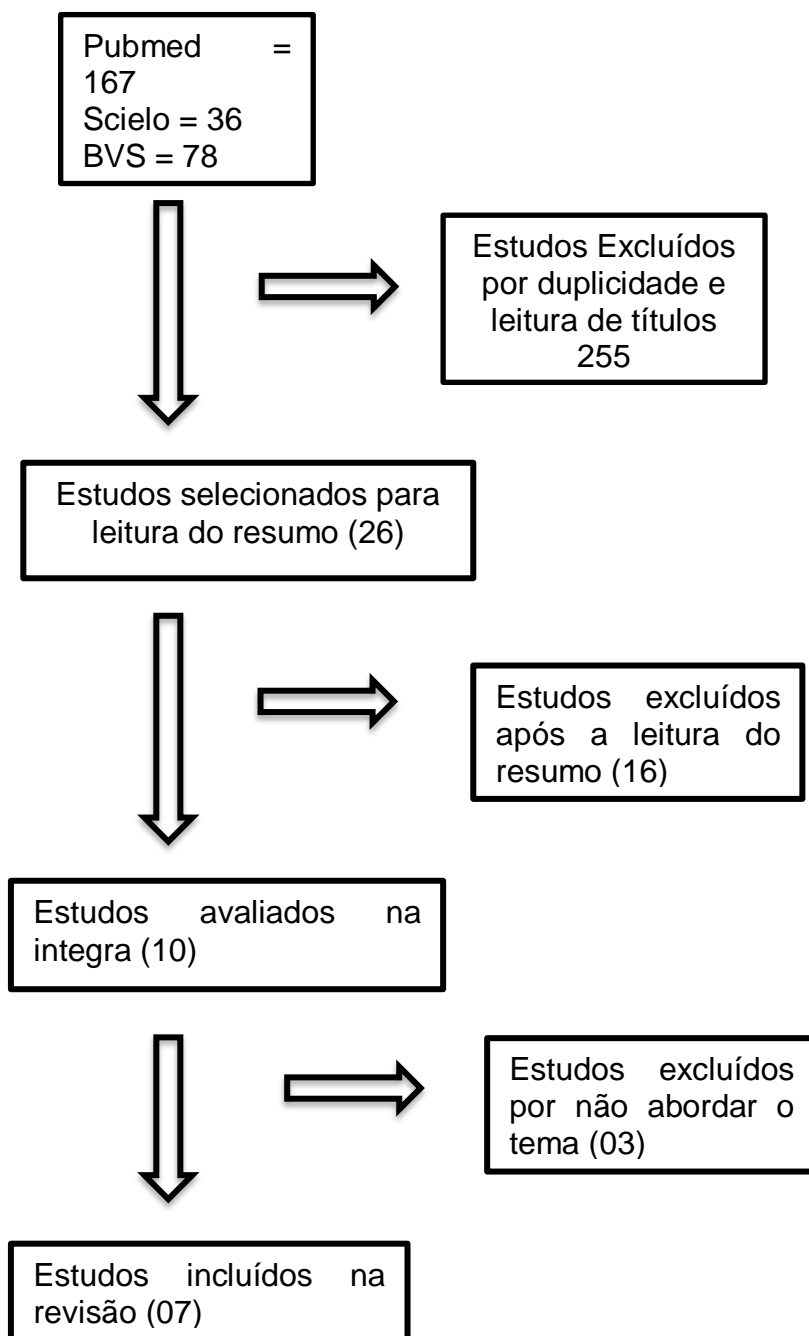 Pubmed =
167
Scielo = 36
BVS = 78
Estudos Excluídos
por duplicidade e
leitura de títulos
255
Estudos selecionados para
leitura do resumo (26)
Estudos excluídos
após a leitura do
resumo (16)
Estudos avaliados na
integra (10)
Estudos excluídos
por não abordar o
tema (03)
Estudos incluídos na
revisão (07)